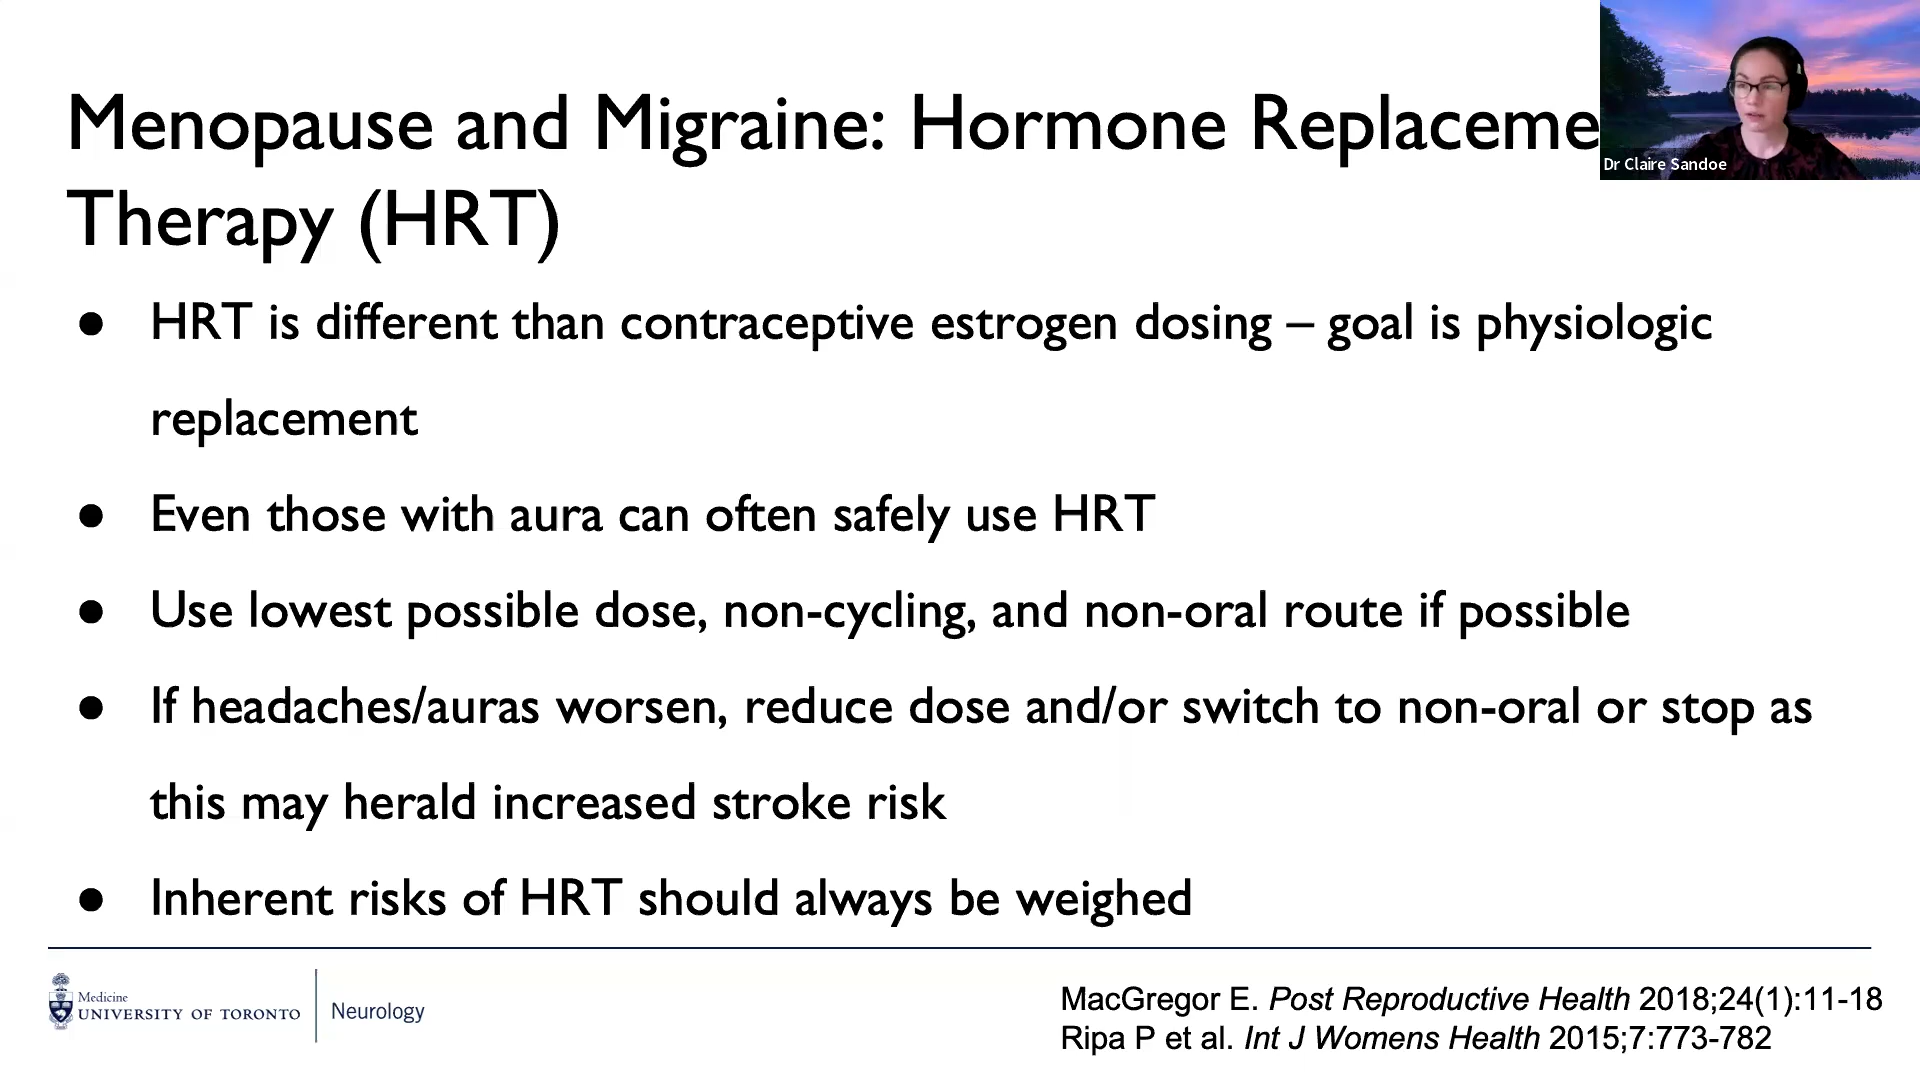 Menopause and Migraine: Hormone Replaceme
Therapy (HRT)
Dr Claire Sandoe
● HRT is different than contraceptive estrogen dosing – goal is physiologic
replacement
● Even those with aura can often safely use HRT
● Use lowest possible dose, non-cycling, and non-oral route if possible
● If headaches/auras worsen, reduce dose and/or switch to non-oral or stop as
this may herald increased stroke risk
● Inherent risks of HRT should always be weighed
Medicine
UNIVERSITY OF TORONTO
Neurology
MacGregor E. Post Reproductive Health 2018;24(1):11-18
Ripa P et al. Int J Womens Health 2015;7:773-782